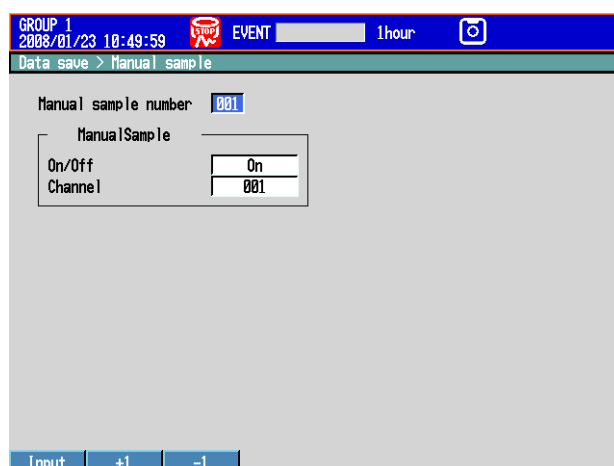 GROUP 1
2008/01/23 10:49:59 STOP EVENT 1hour
Data save > Manual sample
Manual sample number 001
ManualSample
On/Off On
Channel 001
Input +1 -1